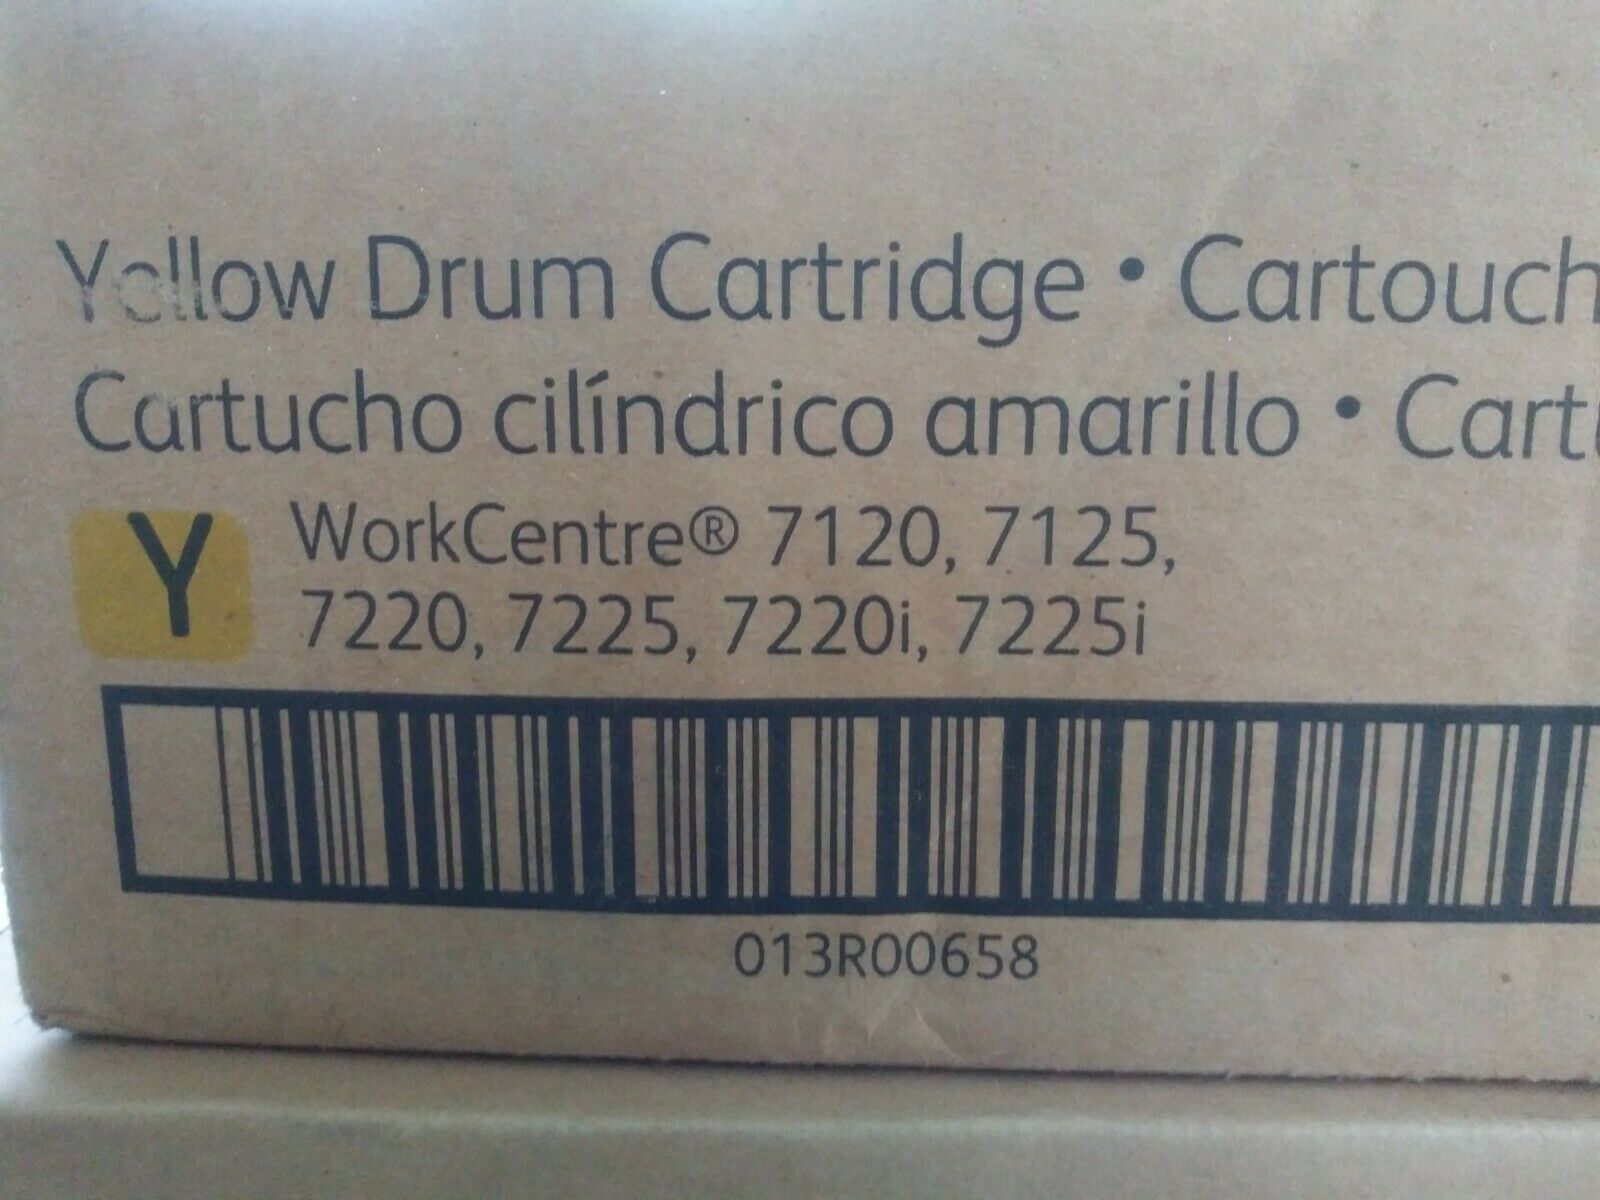 Yellow Drum Cartridge • Cartouch
Cartucho cilíndrico amarillo • Cart
Y WorkCentre® 7120, 7125,
7220, 7225, 7220i, 7225i
013R00658